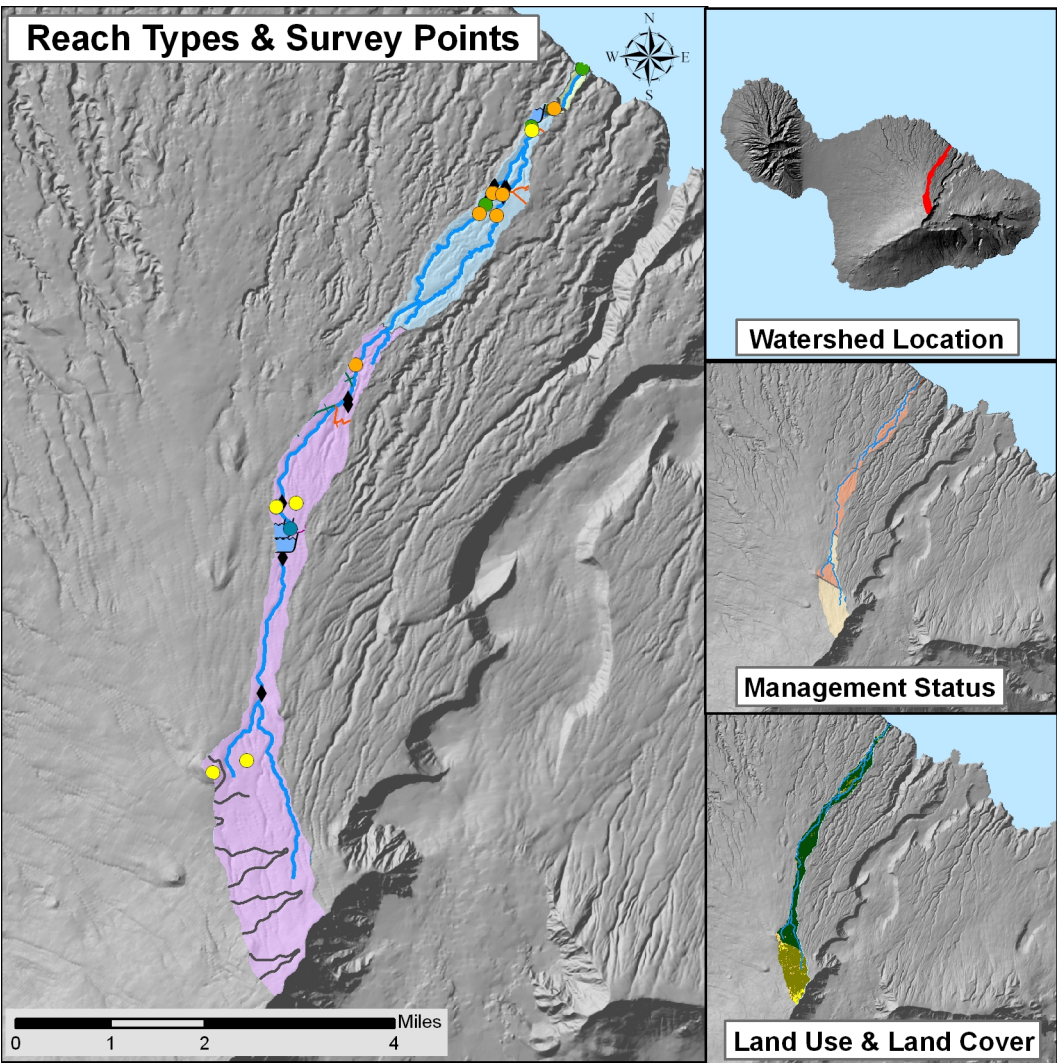 Reach Types & Survey Points
N
W E
S
Watershed Location
Management Status
Land Use & Land Cover
Miles
0 1 2 4